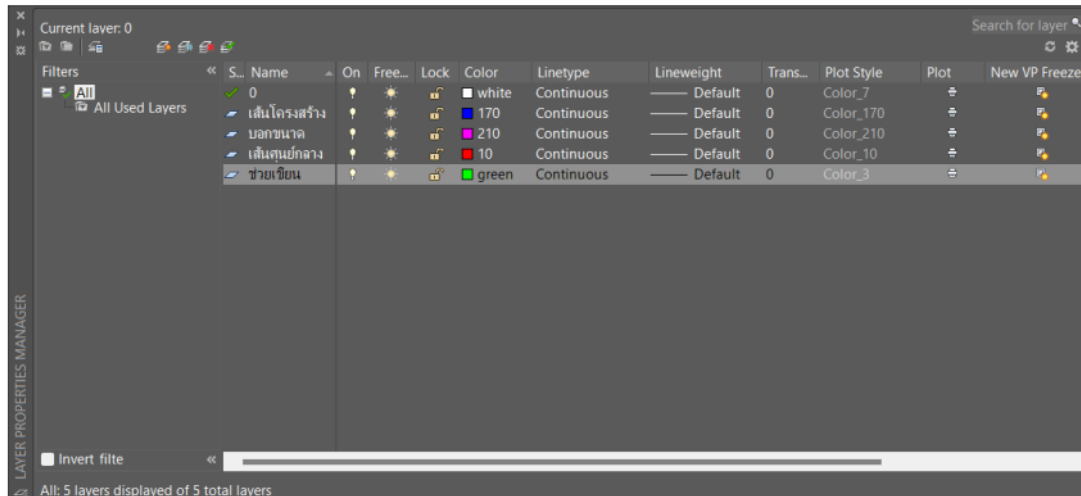 Current layer: 0
Search for layer
Filters
S.. Name On Free... Lock Color Linetype Lineweight Trans... Plot Style Plot New VP Freeze
All
All Used Layers
0 white Continuous Default 0 Color_7
เส้นโครงสร้าง 170 Continuous Default 0 Color_170
บอกขนาด 210 Continuous Default 0 Color_210
เส้นศูนย์กลาง 10 Continuous Default 0 Color_10
ช่วยเขียน green Continuous Default 0 Color_3
Invert filte
All: 5 layers displayed of 5 total layers
LAYER PROPERTIES MANAGER